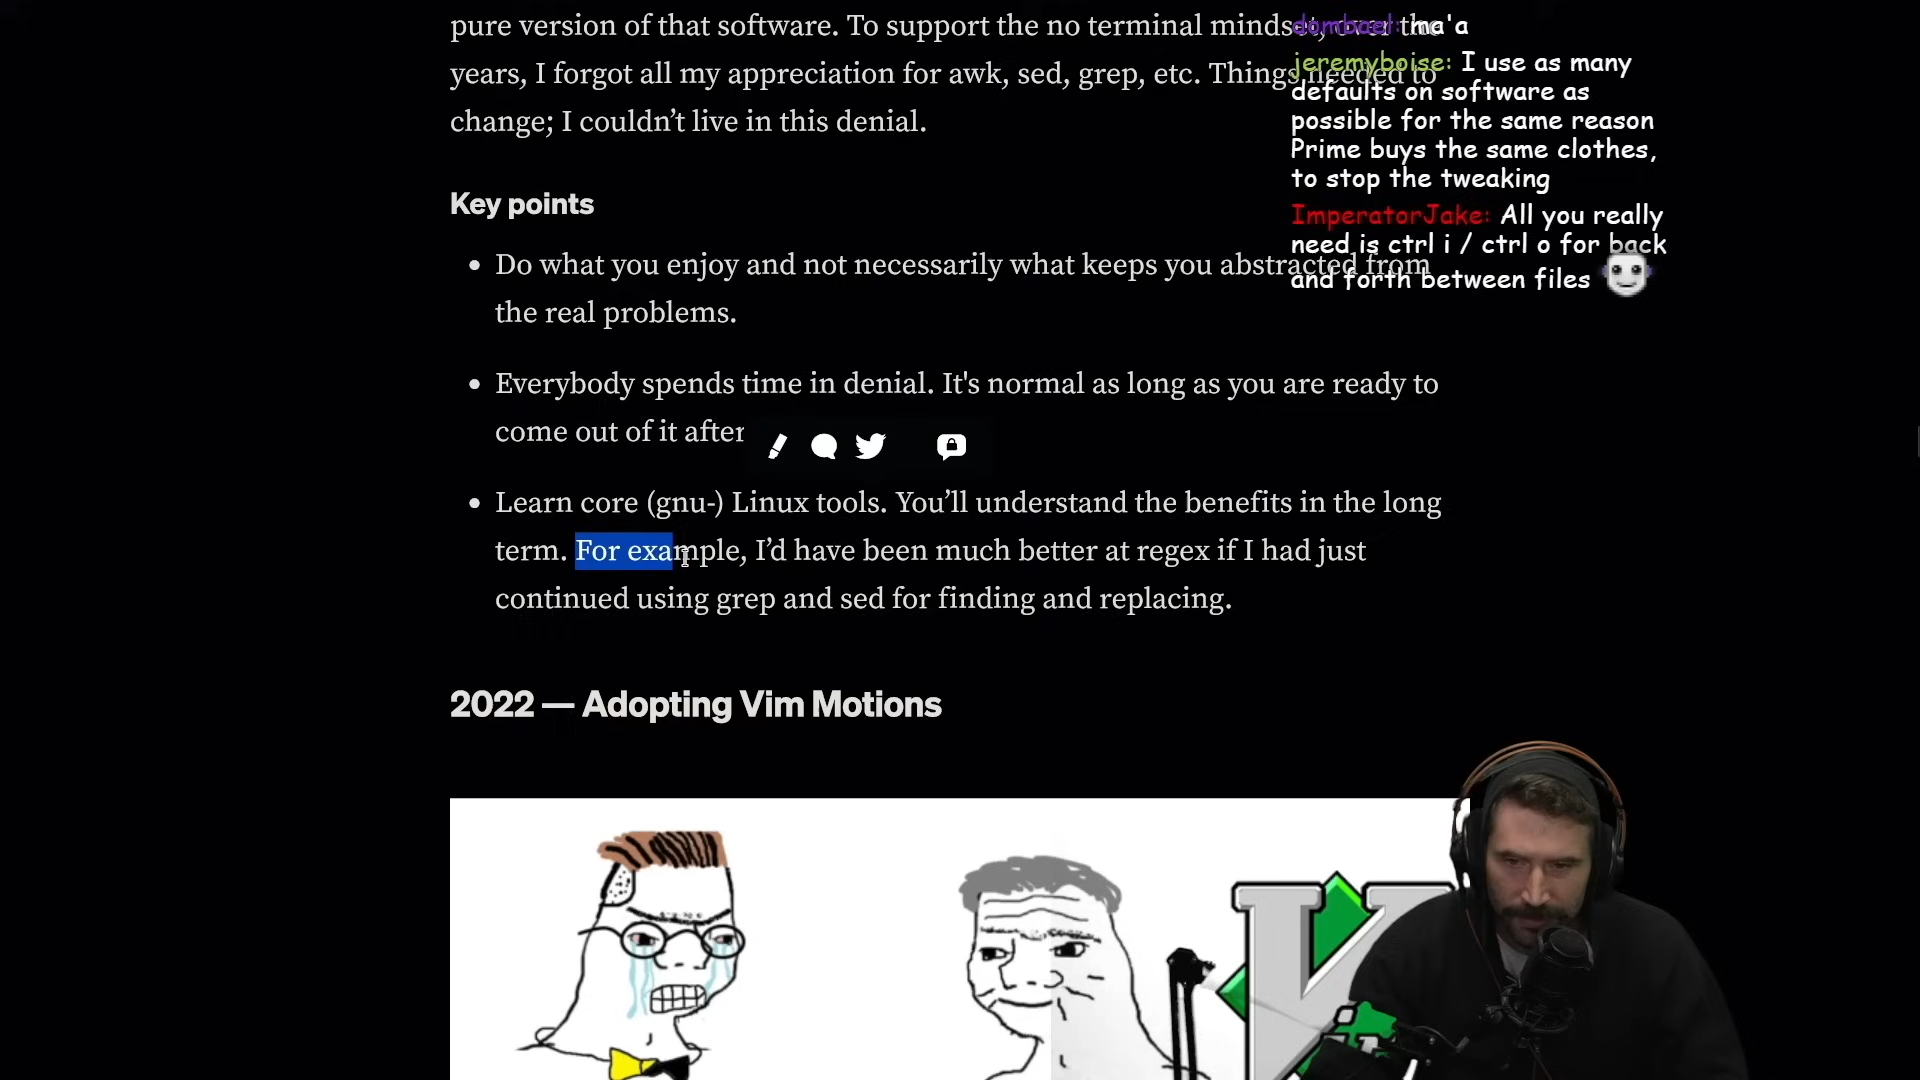 pure version of that software. To support the no terminal mindset, over the
years, I forgot all my appreciation for awk, sed, grep, etc. Things needed to
change; I couldn’t live in this denial.
Key points
• Do what you enjoy and not necessarily what keeps you abstracted from
the real problems.
• Everybody spends time in denial. It's normal as long as you are ready to
come out of it after
• Learn core (gnu-) Linux tools. You’ll understand the benefits in the long
term. For example, I’d have been much better at regex if I had just
continued using grep and sed for finding and replacing.
2022 — Adopting Vim Motions
ma'a
jeremyboise: I use as many
defaults on software as
possible for the same reason
Prime buys the same clothes,
to stop the tweaking
ImperatorJake: All you really
need is ctrl i / ctrl o for back
and forth between files